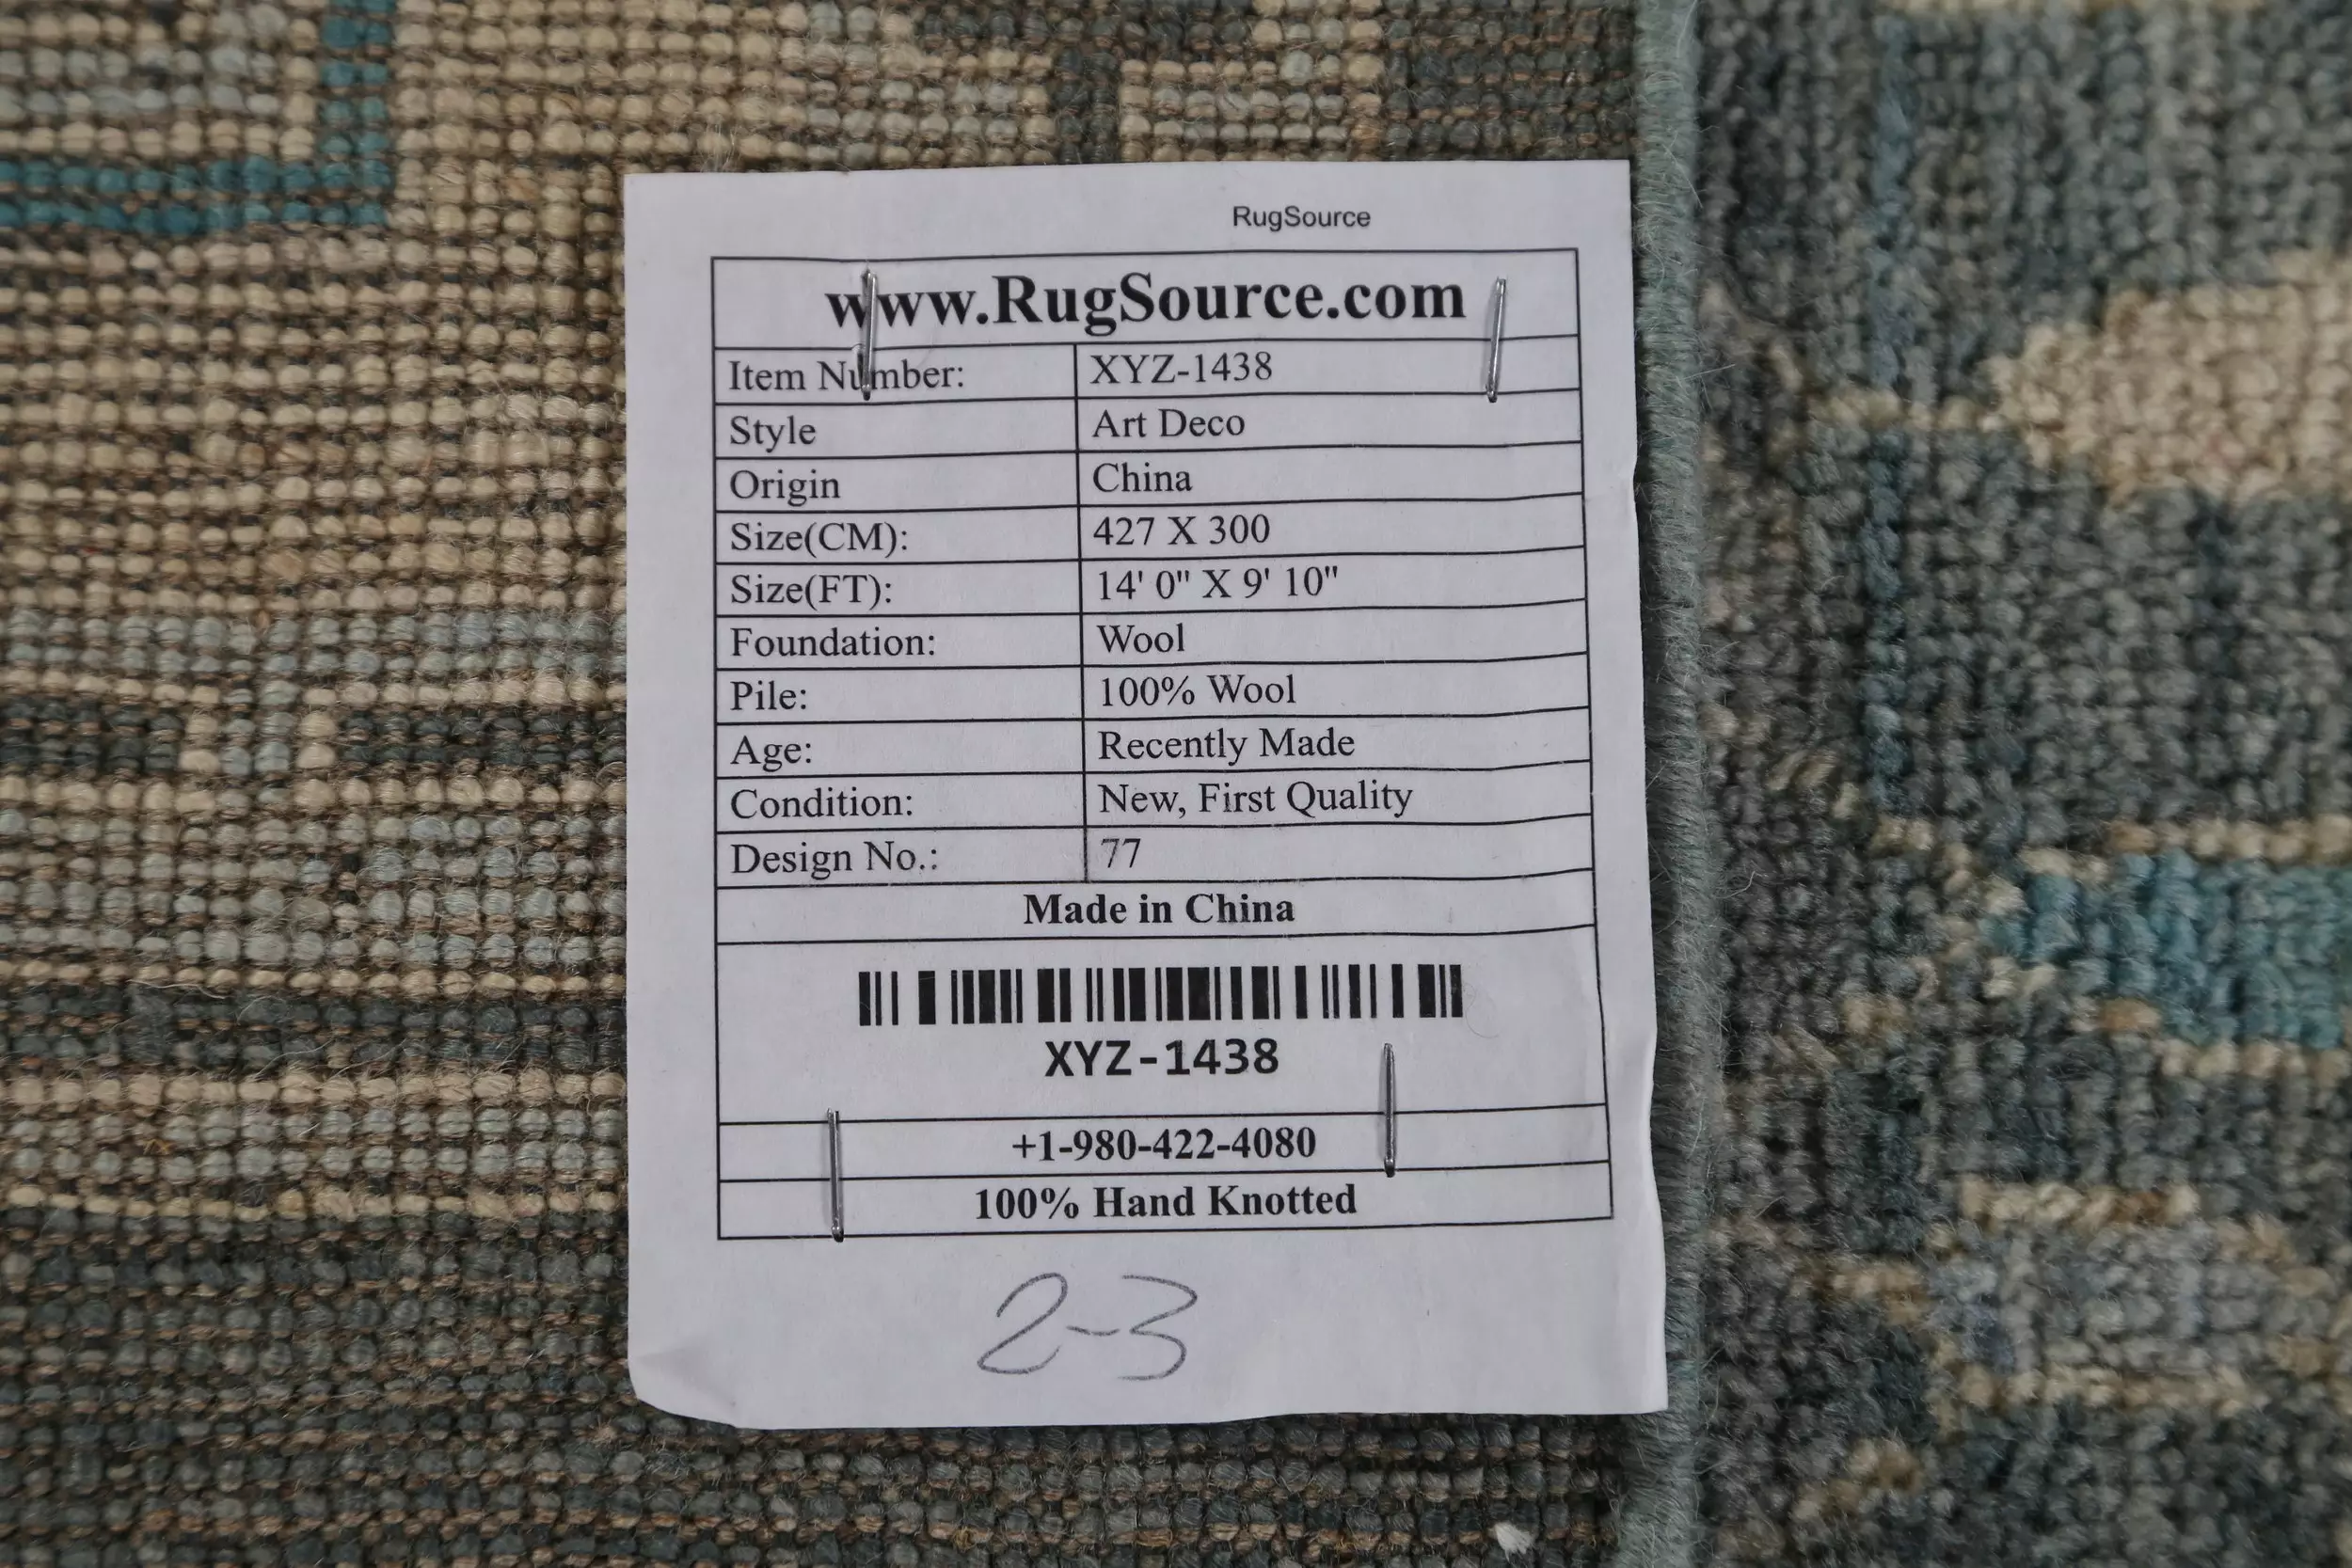 RugSource
www.RugSource.com
Item Number: XYZ-1438
Style Art Deco
Origin China
Size(CM): 427 X 300
Size(FT): 14' 0" X 9' 10"
Foundation: Wool
Pile: 100% Wool
Age: Recently Made
Condition: New, First Quality
Design No.: 77
Made in China
XYZ-1438
+1-980-422-4080
100% Hand Knotted
2-3